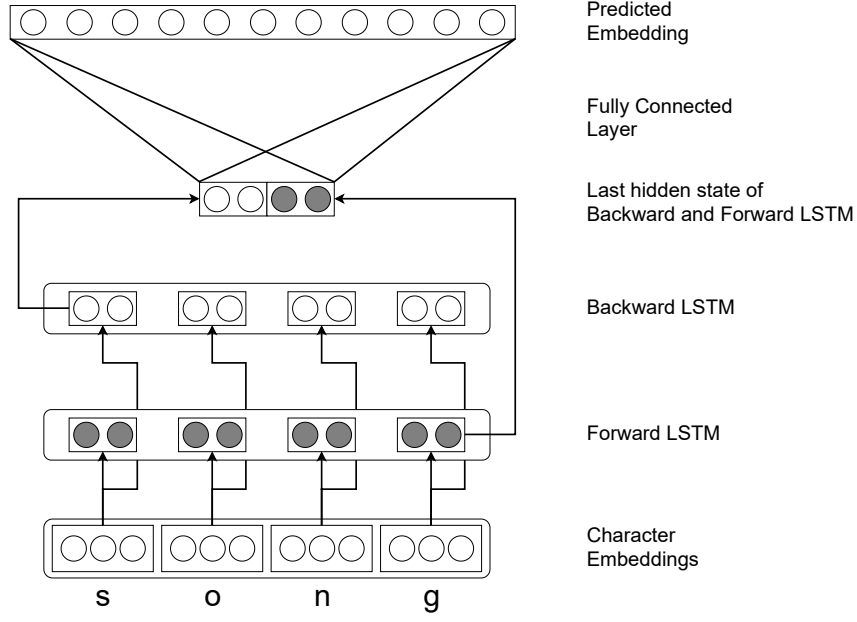 Predicted
Embedding
Fully Connected
Layer
Last hidden state of
Backward and Forward LSTM
Backward LSTM
Forward LSTM
Character
Embeddings
s o n g